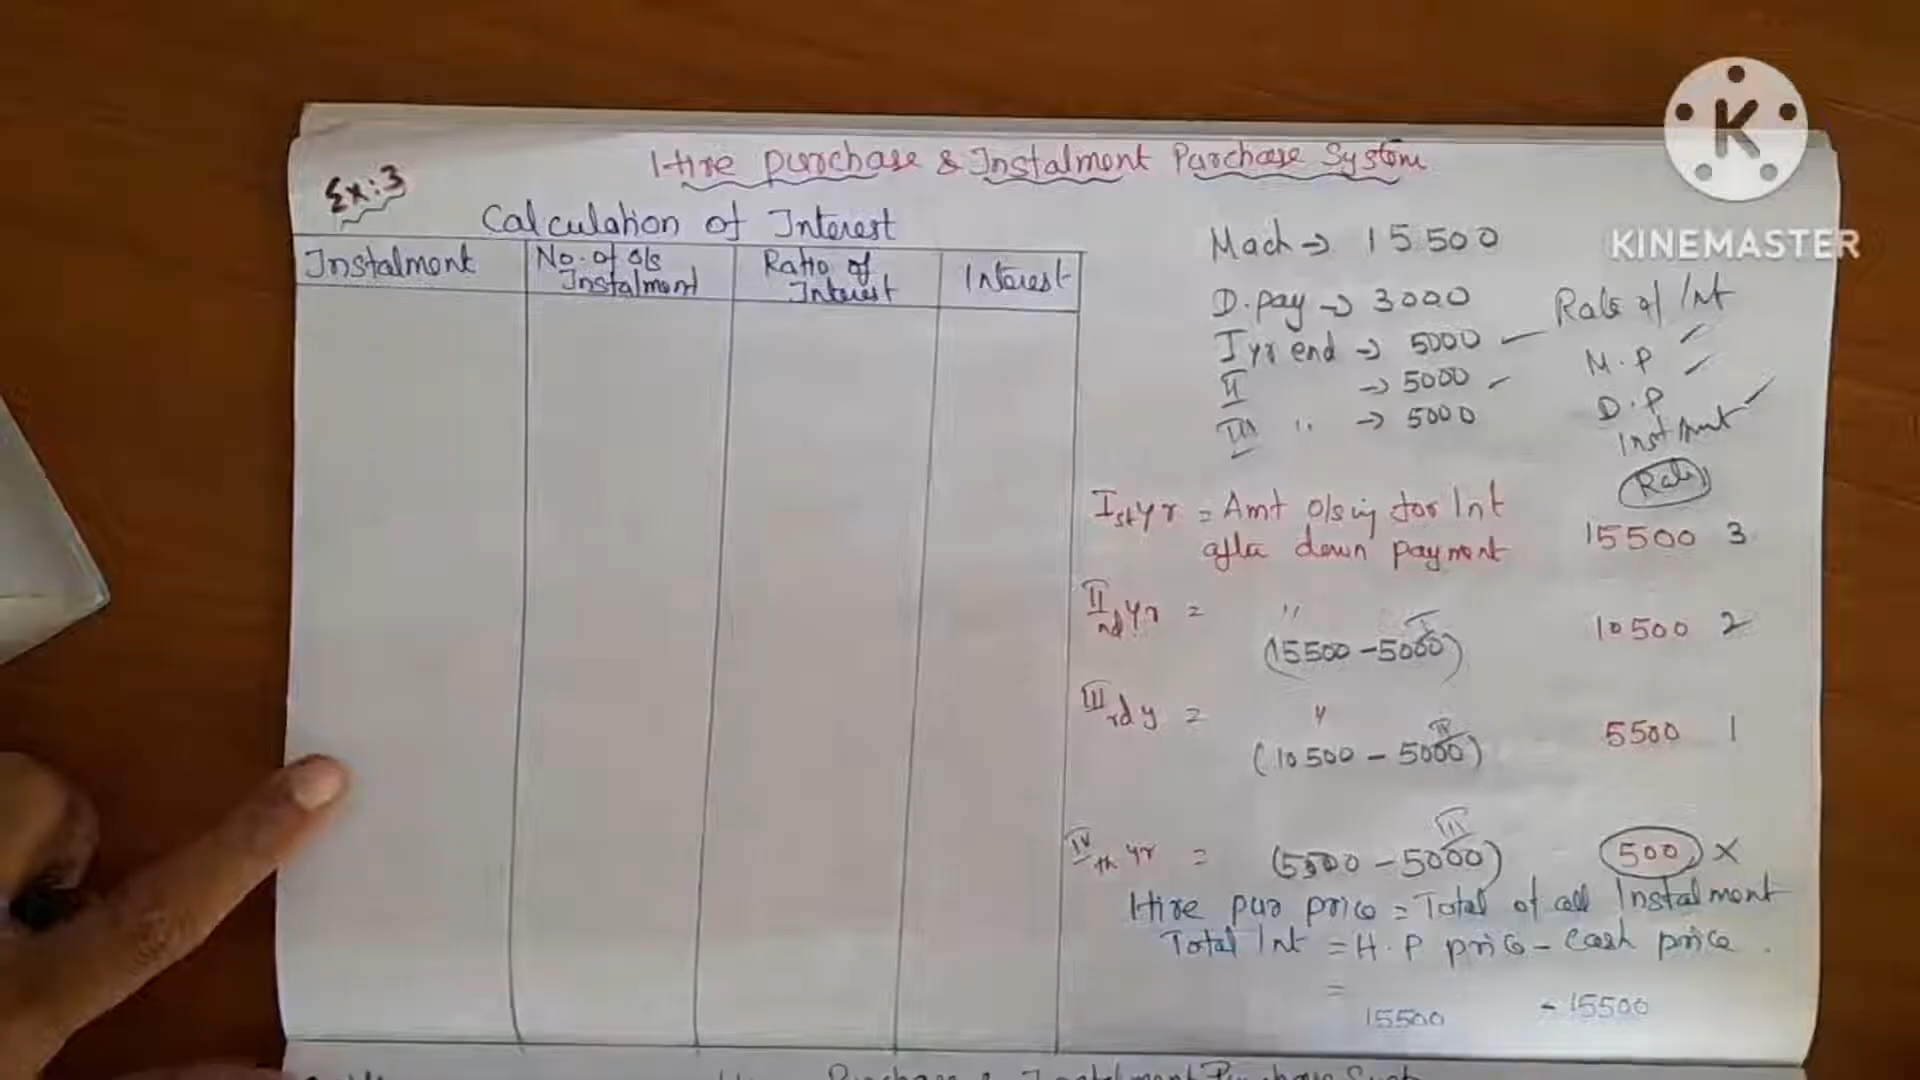 Hire purchase & Instalment Purchase System
Ex:3
Calculation of Interest
Instalment
No. of o/s Instalment
Ratio of Interest
Interest
Mach → 15500
D.pay → 3000
I yr end → 5000
II → 5000
III " → 5000
Rate of Int
M.P
D.P
Instmnt
Rate
Ist yr = Amt o/sing for Int
after down payment
15500 3
IInd yr = "
(15500 - 5000) I
10500 2
IIIrd y = "
(10500 - 5000)
5500 1
IVth yr = (5500 - 5000) III
500 x
Hire pur price = Total of all Instalment
Total Int = H.P price - Cash price.
=
15500 - 15500
K
KINEMASTER